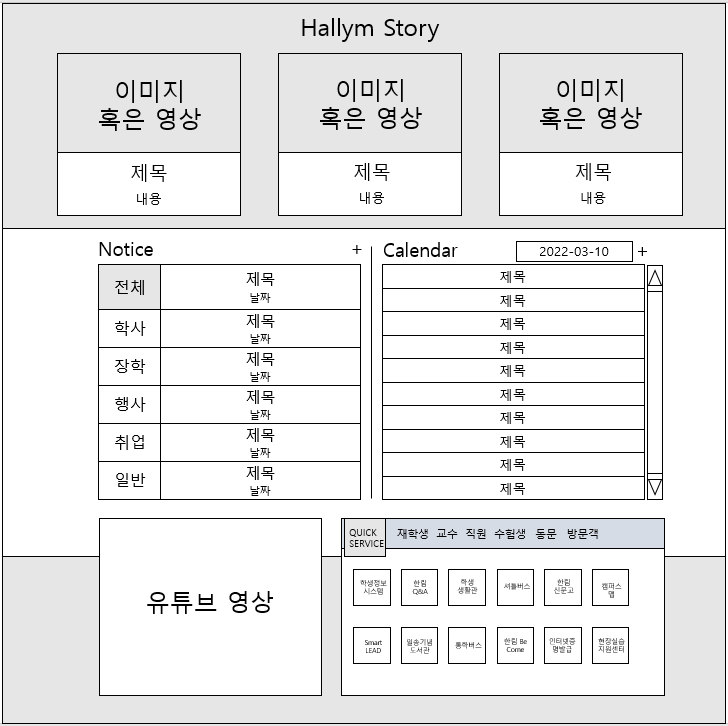 Hallym Story
이미지
혹은 영상
제목
내용
이미지
혹은 영상
제목
내용
이미지
혹은 영상
제목
내용
Notice +
전체
제목
날짜
학사
제목
날짜
장학
제목
날짜
행사
제목
날짜
취업
제목
날짜
일반
제목
날짜
Calendar 2022-03-10 +
제목
제목
제목
제목
제목
제목
제목
제목
제목
제목
유튜브 영상
QUICK
SERVICE
재학생 교수 직원 수험생 동문 방문객
학생정보
시스템
한림
Q&A
학생
생활관
셔틀버스
한림
신문고
캠퍼스
맵
Smart
LEAD
일송기념
도서관
통학버스
한림 Be
Come
인터넷증
명발급
현장실습
지원센터